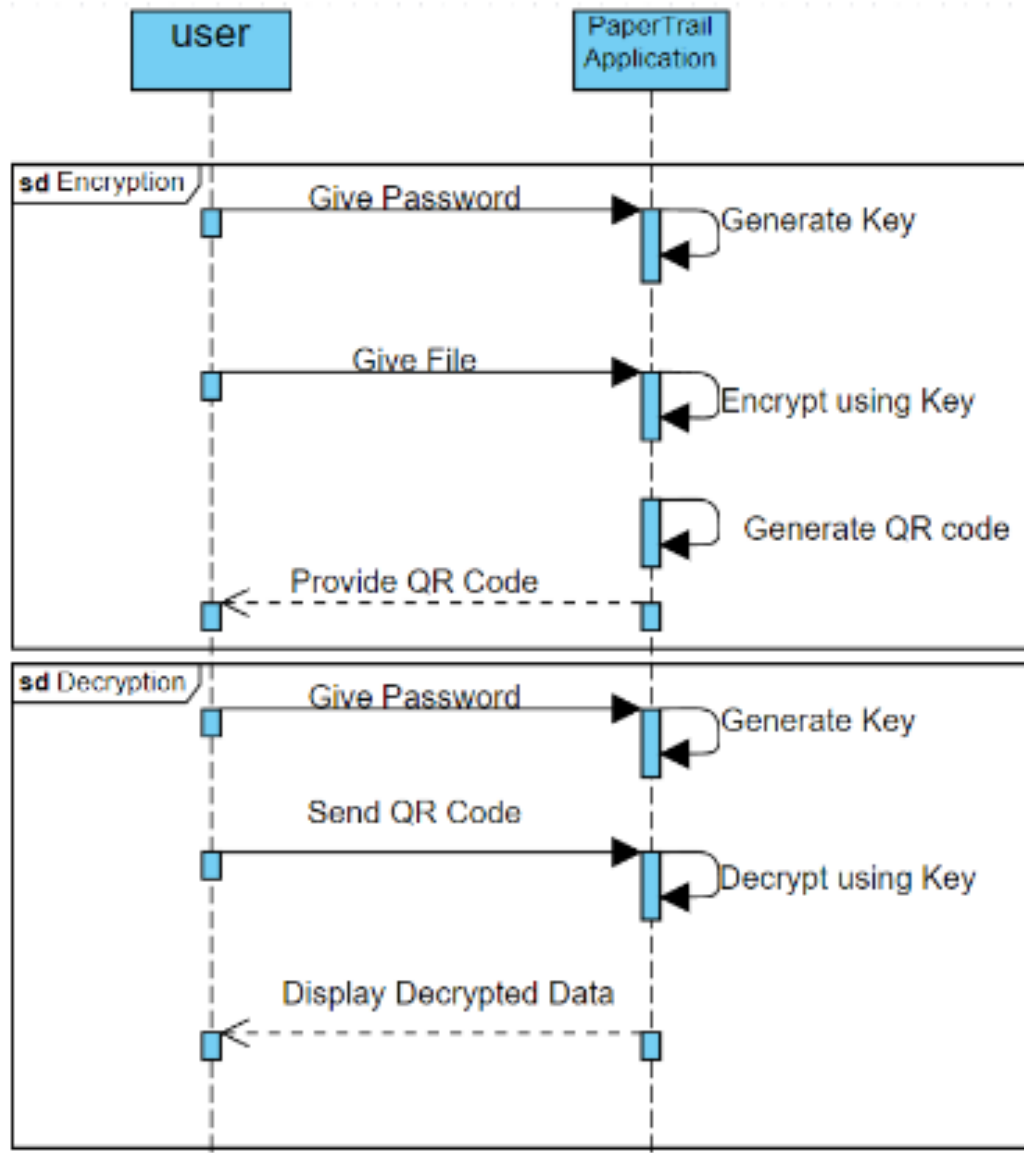 user
PaperTrail
Application
sd Encryption
Give Password
Generate Key
Give File
Encrypt using Key
Generate QR code
Provide QR Code
sd Decryption
Give Password
Generate Key
Send QR Code
Decrypt using Key
Display Decrypted Data